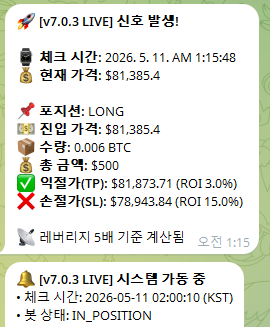 🚀 [v7.0.3 LIVE] 신호 발생!
⌚ 체크 시간: 2026. 5. 11. AM 1:15:48
💰 현재 가격: $81,385.4
📌 포지션: LONG
💵 진입 가격: $81,385.4
📦 수량: 0.006 BTC
💰 총 금액: $500
✅ 익절가(TP): $81,873.71 (ROI 3.0%)
❌ 손절가(SL): $78,943.84 (ROI 15.0%)
📡 레버리지 5배 기준 계산됨
오전 1:15
🔔 [v7.0.3 LIVE] 시스템 가동 중
• 체크 시간: 2026-05-11 02:00:10 (KST)
• 봇 상태: IN_POSITION